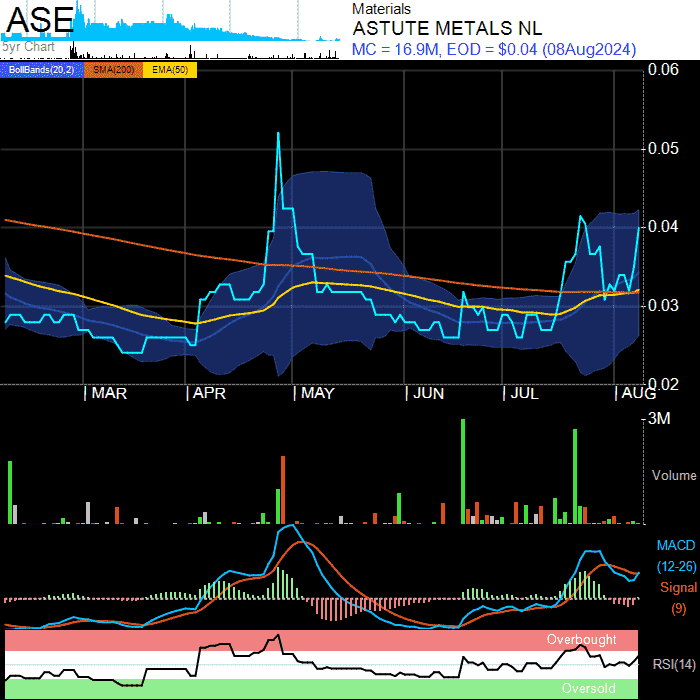 ASE
5yr Chart
Materials
ASTUTE METALS NL
MC = 16.9M, EOD = $0.04 (08Aug2024)
BollBands(20,2) SMA(200) EMA(50)
0.06
0.05
0.04
0.03
0.02
MAR APR MAY JUN JUL AUG
3M
Volume
MACD
(12-26)
Signal
(9)
Overbought
RSI(14)
Oversold